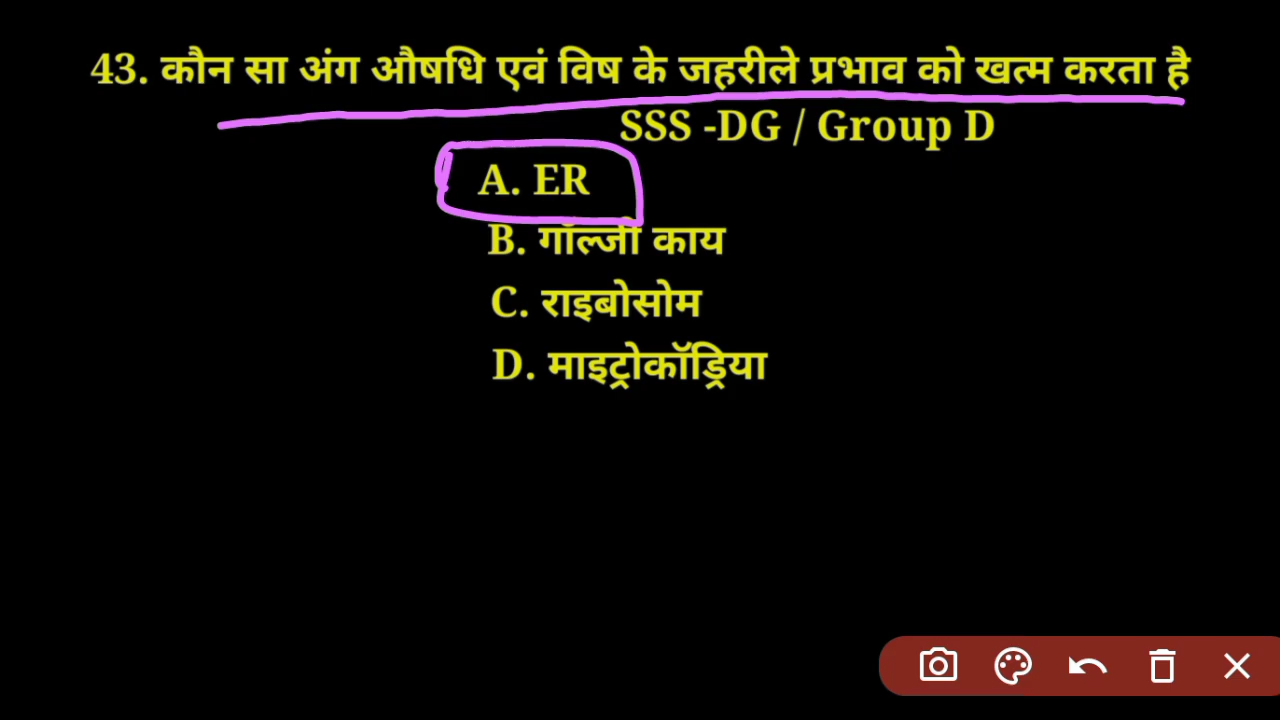 43. कौन सा अंग औषधि एवं विष के जहरीले प्रभाव को खत्म करता है
SSS -DG / Group D
A. ER
B. गॉल्जी काय
C. राइबोसोम
D. माइट्रोकॉड्रिया